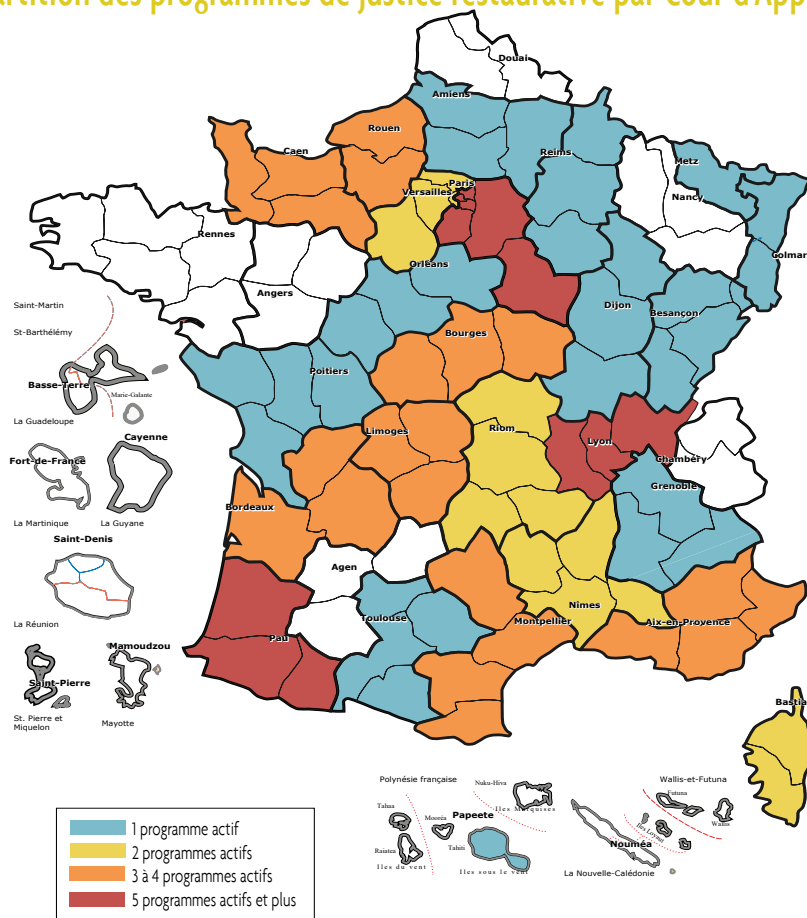 artition des programmes de justice restaurative par Cour d'App
Douai
Amiens
Rouen
Caen
Reims
Metz
Paris
Versailles
Nancy
Rennes
Colmar
Orléans
Angers
Saint-Martin
Dijon
Besançon
St-Barthélémy
Bourges
Poitiers
Basse-Terre
Marie-Galante
La Guadeloupe
Riom
Limoges
Cayenne
Lyon
Fort-de-France
Chambéry
Grenoble
Bordeaux
La Martinique
La Guyane
Saint-Denis
Agen
Nîmes
Toulouse
Montpellier
Aix-en-Provence
La Réunion
Pau
Mamoudzou
Saint-Pierre
Bastia
St. Pierre et
Miquelon
Mayotte
Polynésie française
Nuku-Hiva
Wallis-et-Futuna
Futuna
Tahaa
Iles Marquises
Mooréa
Papeete
Wallis
Iles Loyauté
Raiatea
Tahiti
Nouméa
Iles du vent
Iles sous le vent
La Nouvelle-Calédonie
1 programme actif
2 programmes actifs
3 à 4 programmes actifs
5 programmes actifs et plus